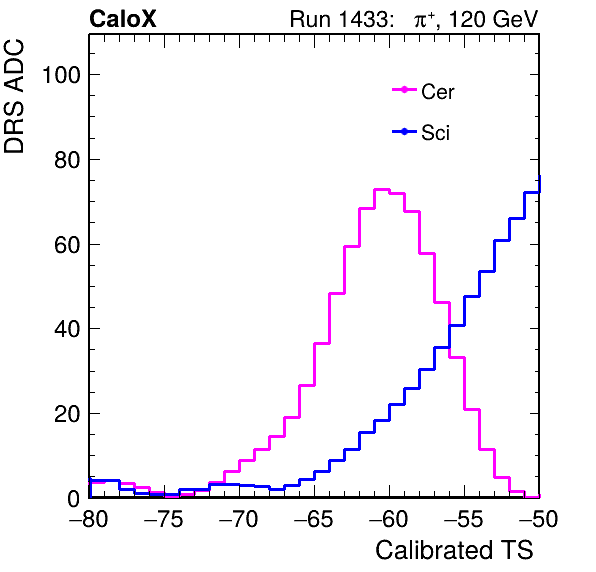 CaloX Run 1433: π⁺, 120 GeV
DRS ADC
100
80
60
40
20
0
Cer
Sci
−80 −75 −70 −65 −60 −55 −50
Calibrated TS